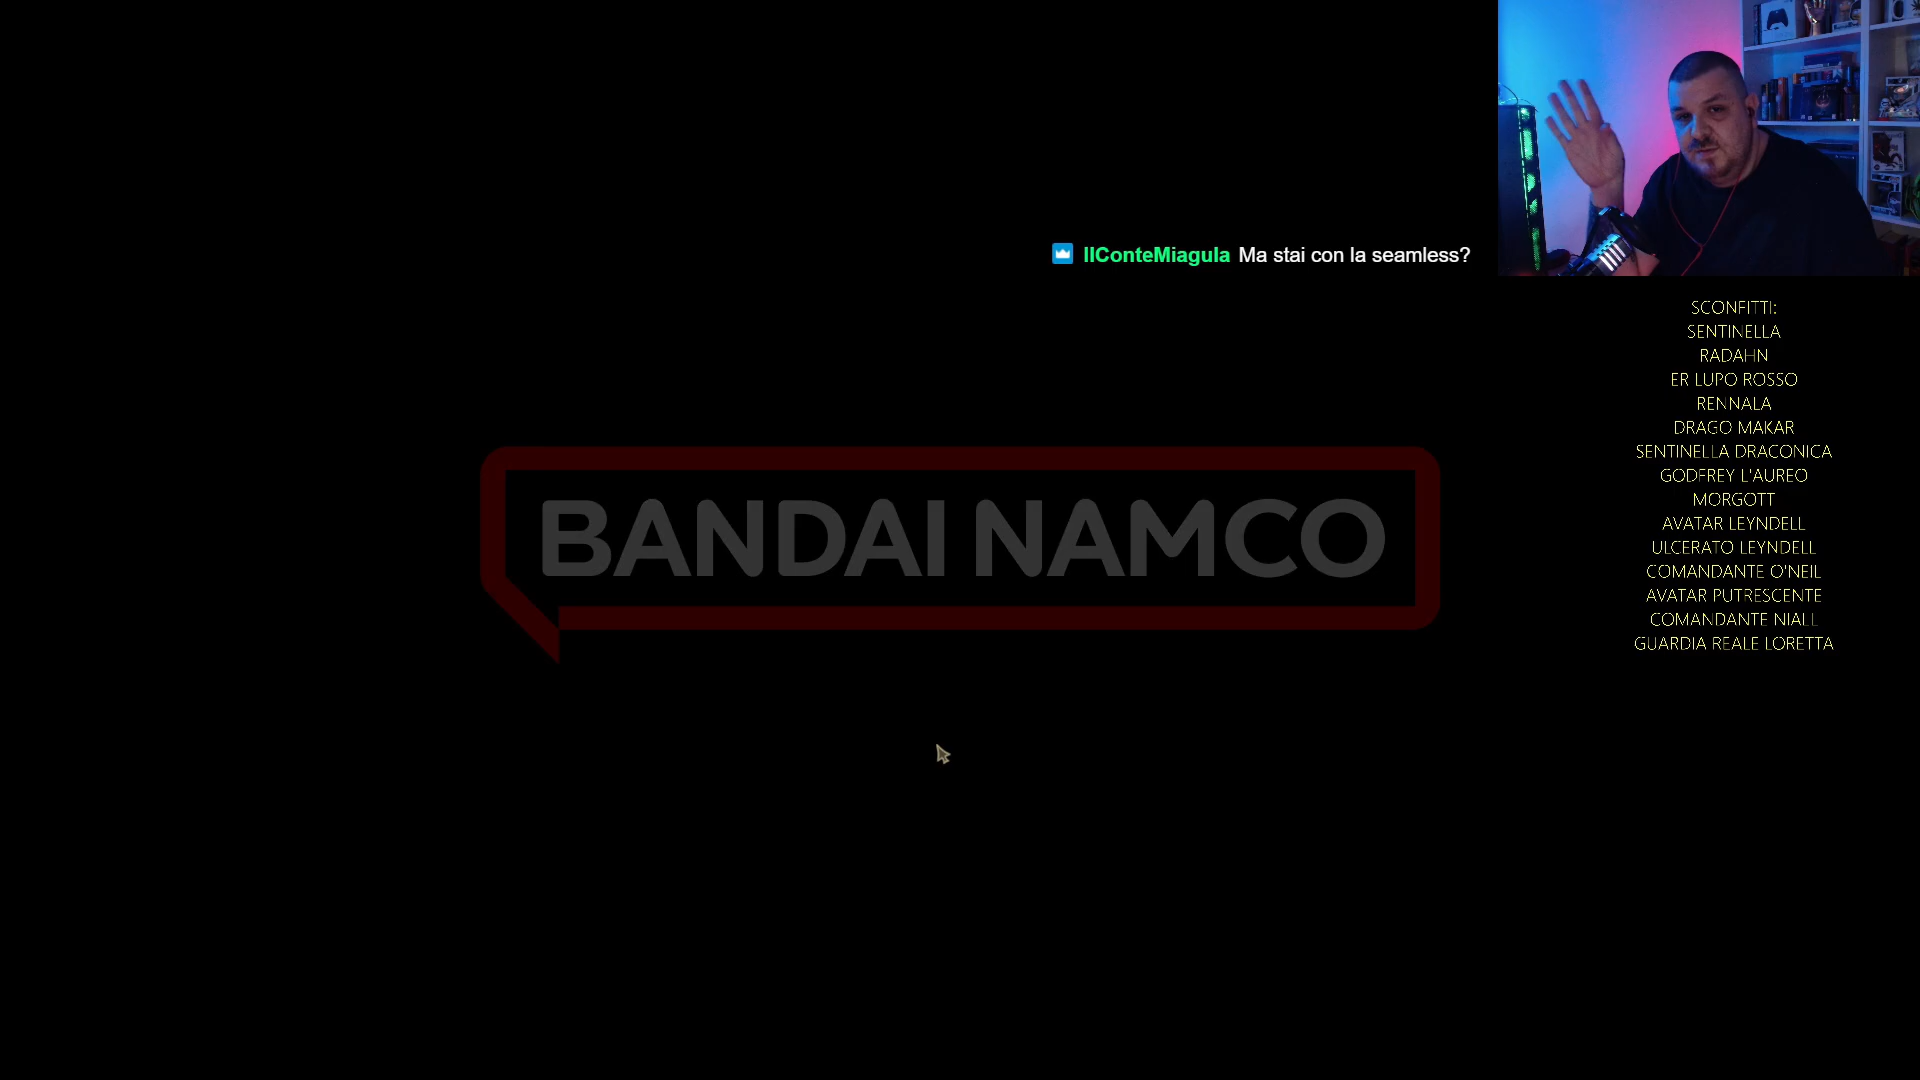 IlConteMiagula Ma stai con la seamless?
SCONFITTI:
SENTINELLA
RADAHN
ER LUPO ROSSO
RENNALA
DRAGO MAKAR
SENTINELLA DRACONICA
GODFREY L'AUREO
MORGOTT
AVATAR LEYNDELL
ULCERATO LEYNDELL
COMANDANTE O'NEIL
AVATAR PUTRESCENTE
COMANDANTE NIALL
GUARDIA REALE LORETTA
BANDAI NAMCO